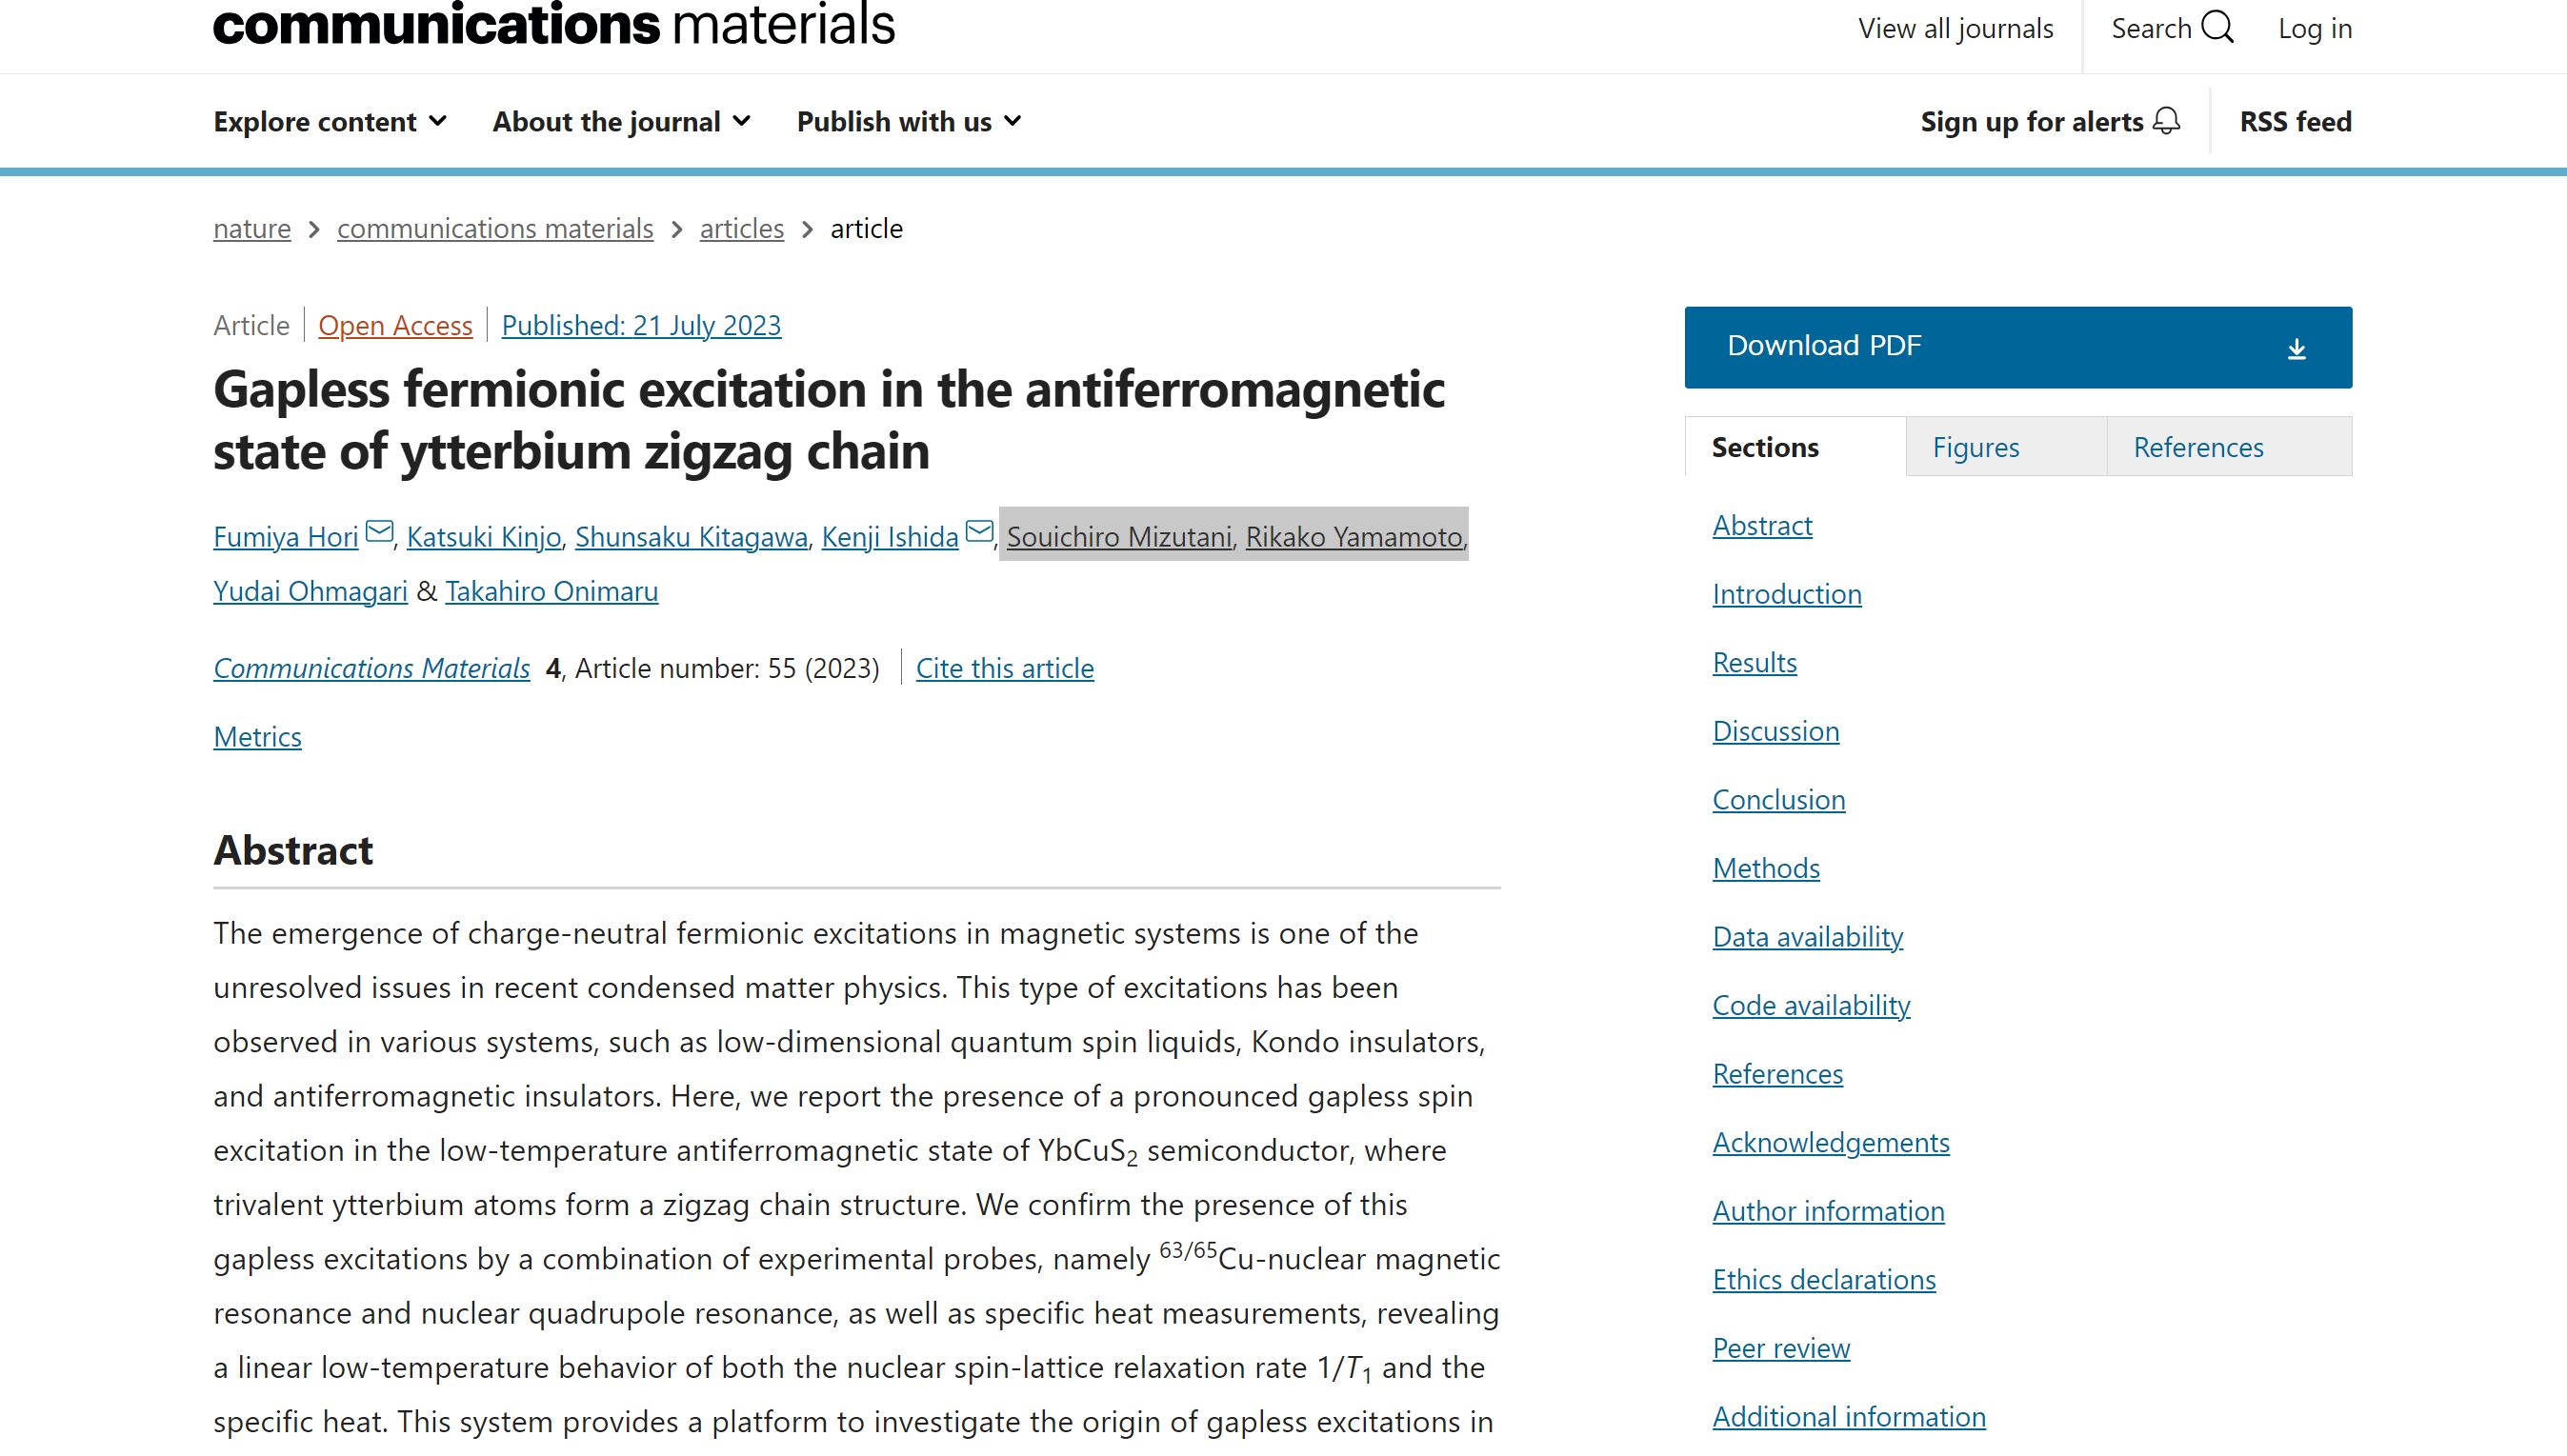 communications materials
View all journals
Search
Log in
Explore content
About the journal
Publish with us
Sign up for alerts
RSS feed
nature > communications materials > articles > article
Article | Open Access | Published: 21 July 2023
Gapless fermionic excitation in the antiferromagnetic
state of ytterbium zigzag chain
Fumiya Hori, Katsuki Kinjo, Shunsaku Kitagawa, Kenji Ishida, Souichiro Mizutani, Rikako Yamamoto,
Yudai Ohmagari & Takahiro Onimaru
Communications Materials 4, Article number: 55 (2023) | Cite this article
Metrics
Abstract
The emergence of charge-neutral fermionic excitations in magnetic systems is one of the
unresolved issues in recent condensed matter physics. This type of excitations has been
observed in various systems, such as low-dimensional quantum spin liquids, Kondo insulators,
and antiferromagnetic insulators. Here, we report the presence of a pronounced gapless spin
excitation in the low-temperature antiferromagnetic state of YbCuS₂ semiconductor, where
trivalent ytterbium atoms form a zigzag chain structure. We confirm the presence of this
gapless excitations by a combination of experimental probes, namely ⁶³/⁶⁵Cu-nuclear magnetic
resonance and nuclear quadrupole resonance, as well as specific heat measurements, revealing
a linear low-temperature behavior of both the nuclear spin-lattice relaxation rate 1/T₁ and the
specific heat. This system provides a platform to investigate the origin of gapless excitations in
Download PDF
Sections
Figures
References
Abstract
Introduction
Results
Discussion
Conclusion
Methods
Data availability
Code availability
References
Acknowledgements
Author information
Ethics declarations
Peer review
Additional information